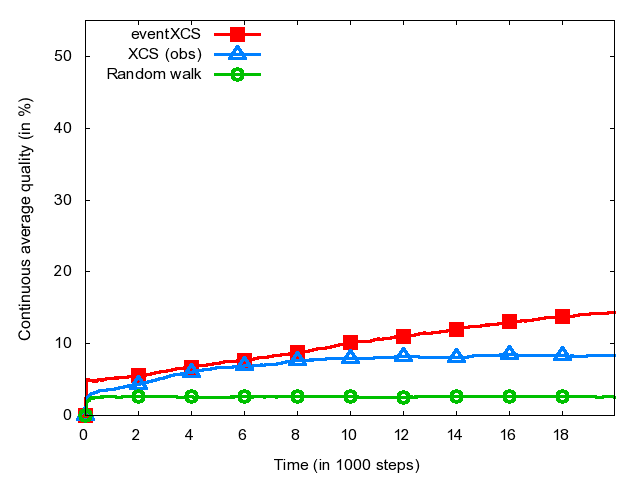 eventXCS
XCS (obs)
Random walk
Continuous average quality (in %)
50
40
30
20
10
0
0 2 4 6 8 10 12 14 16 18
Time (in 1000 steps)